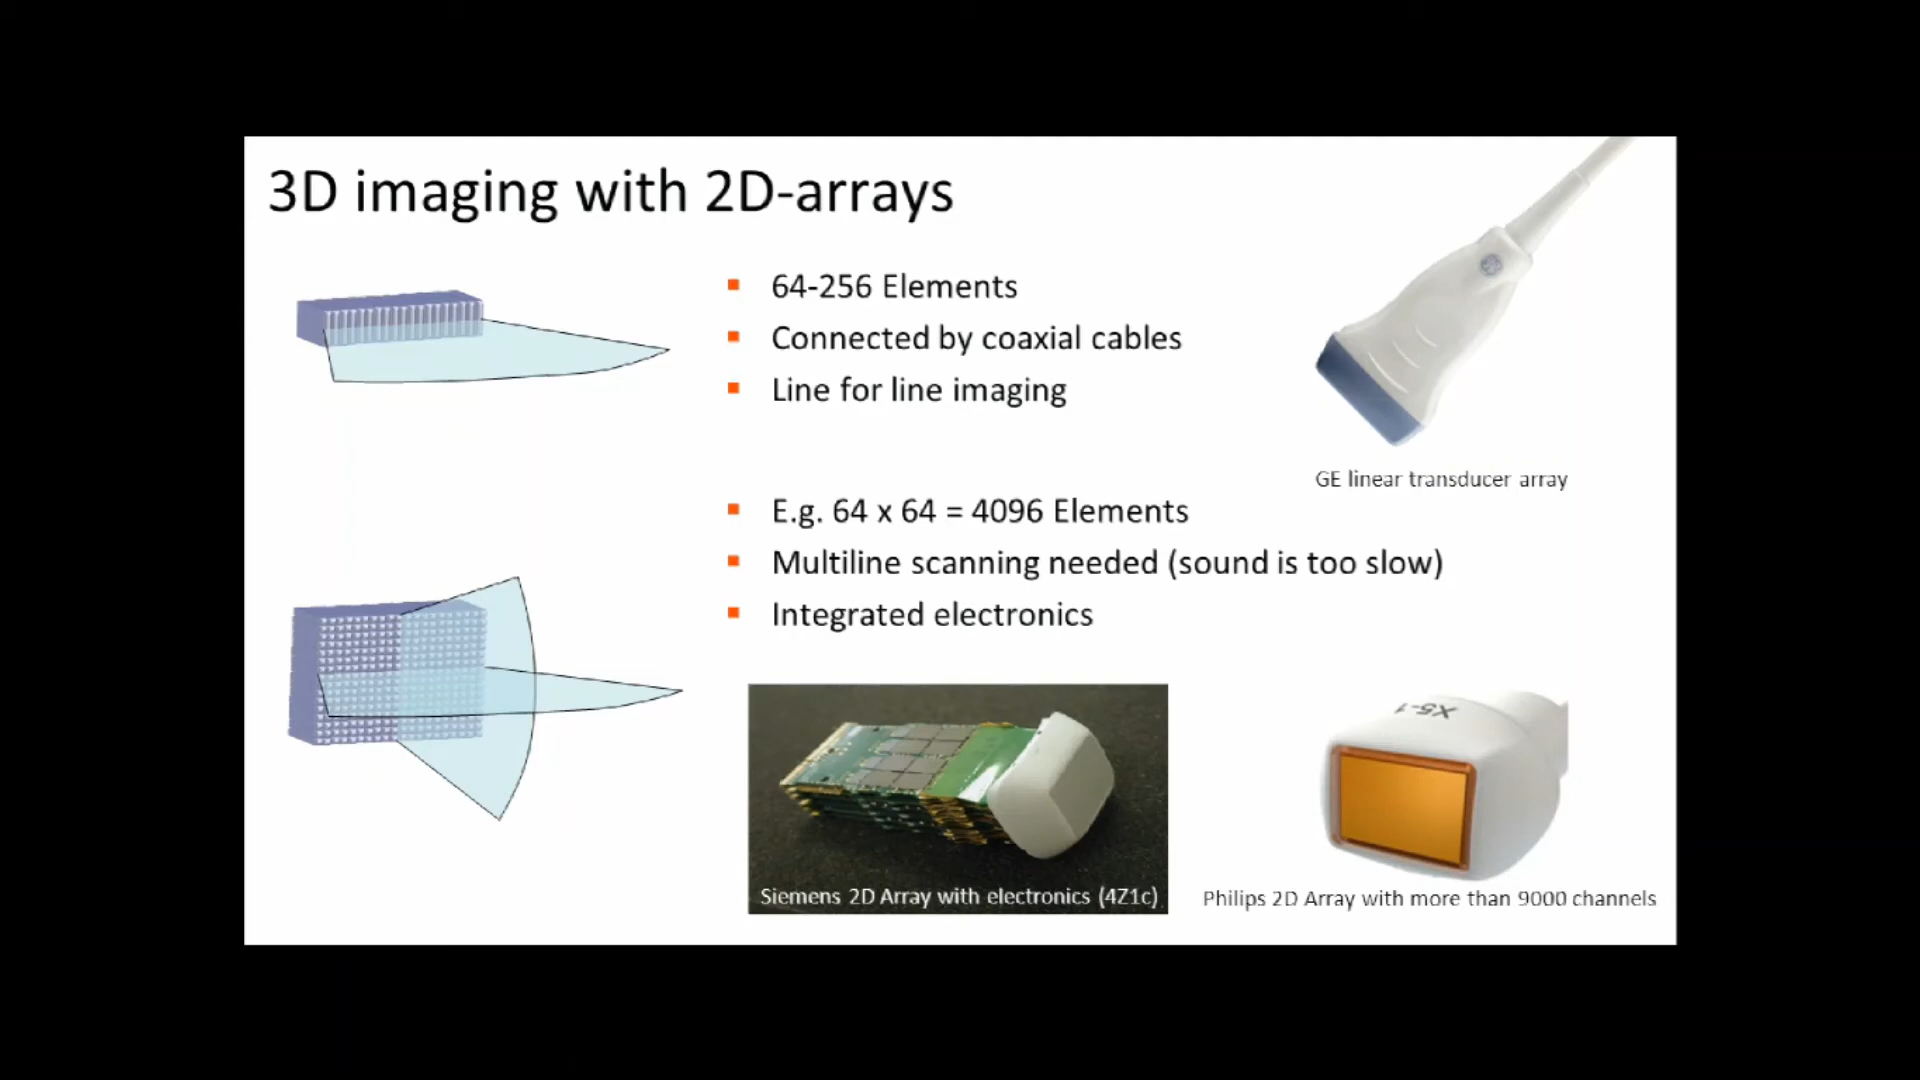 3D imaging with 2D-arrays
64-256 Elements
Connected by coaxial cables
Line for line imaging
GE linear transducer array
E.g. 64 x 64 = 4096 Elements
Multiline scanning needed (sound is too slow)
Integrated electronics
X5-1
Siemens 2D Array with electronics (4Z1c)
Philips 2D Array with more than 9000 channels